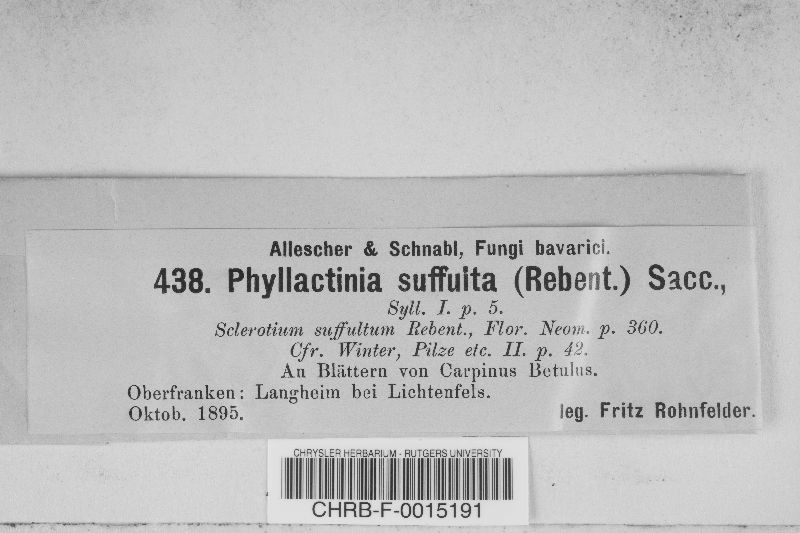 Allescher & Schnabl, Fungi bavarici.
438. Phyllactinia suffulta (Rebent.) Sacc.,
Syll. I. p. 5.
Sclerotium suffultum Rebent., Flor. Neom. p. 360.
Cfr. Winter, Pilze etc. II. p. 42.
An Blättern von Carpinus Betulus.
Oberfranken: Langheim bei Lichtenfels.
Oktob. 1895.
leg. Fritz Rohnfelder.
CHRYSLER HERBARIUM - RUTGERS UNIVERSITY
CHRB-F-0015191